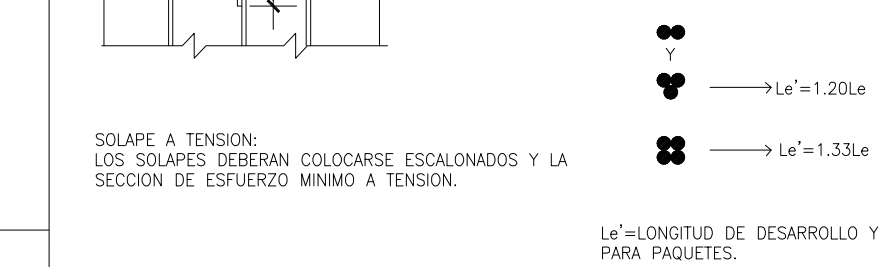 SOLAPE A TENSION:
LOS SOLAPES DEBERAN COLOCARSE ESCALONADOS Y LA
SECCION DE ESFUERZO MINIMO A TENSION.
Y
Le'=1.20Le
Le'=1.33Le
Le'=LONGITUD DE DESARROLLO Y
PARA PAQUETES.